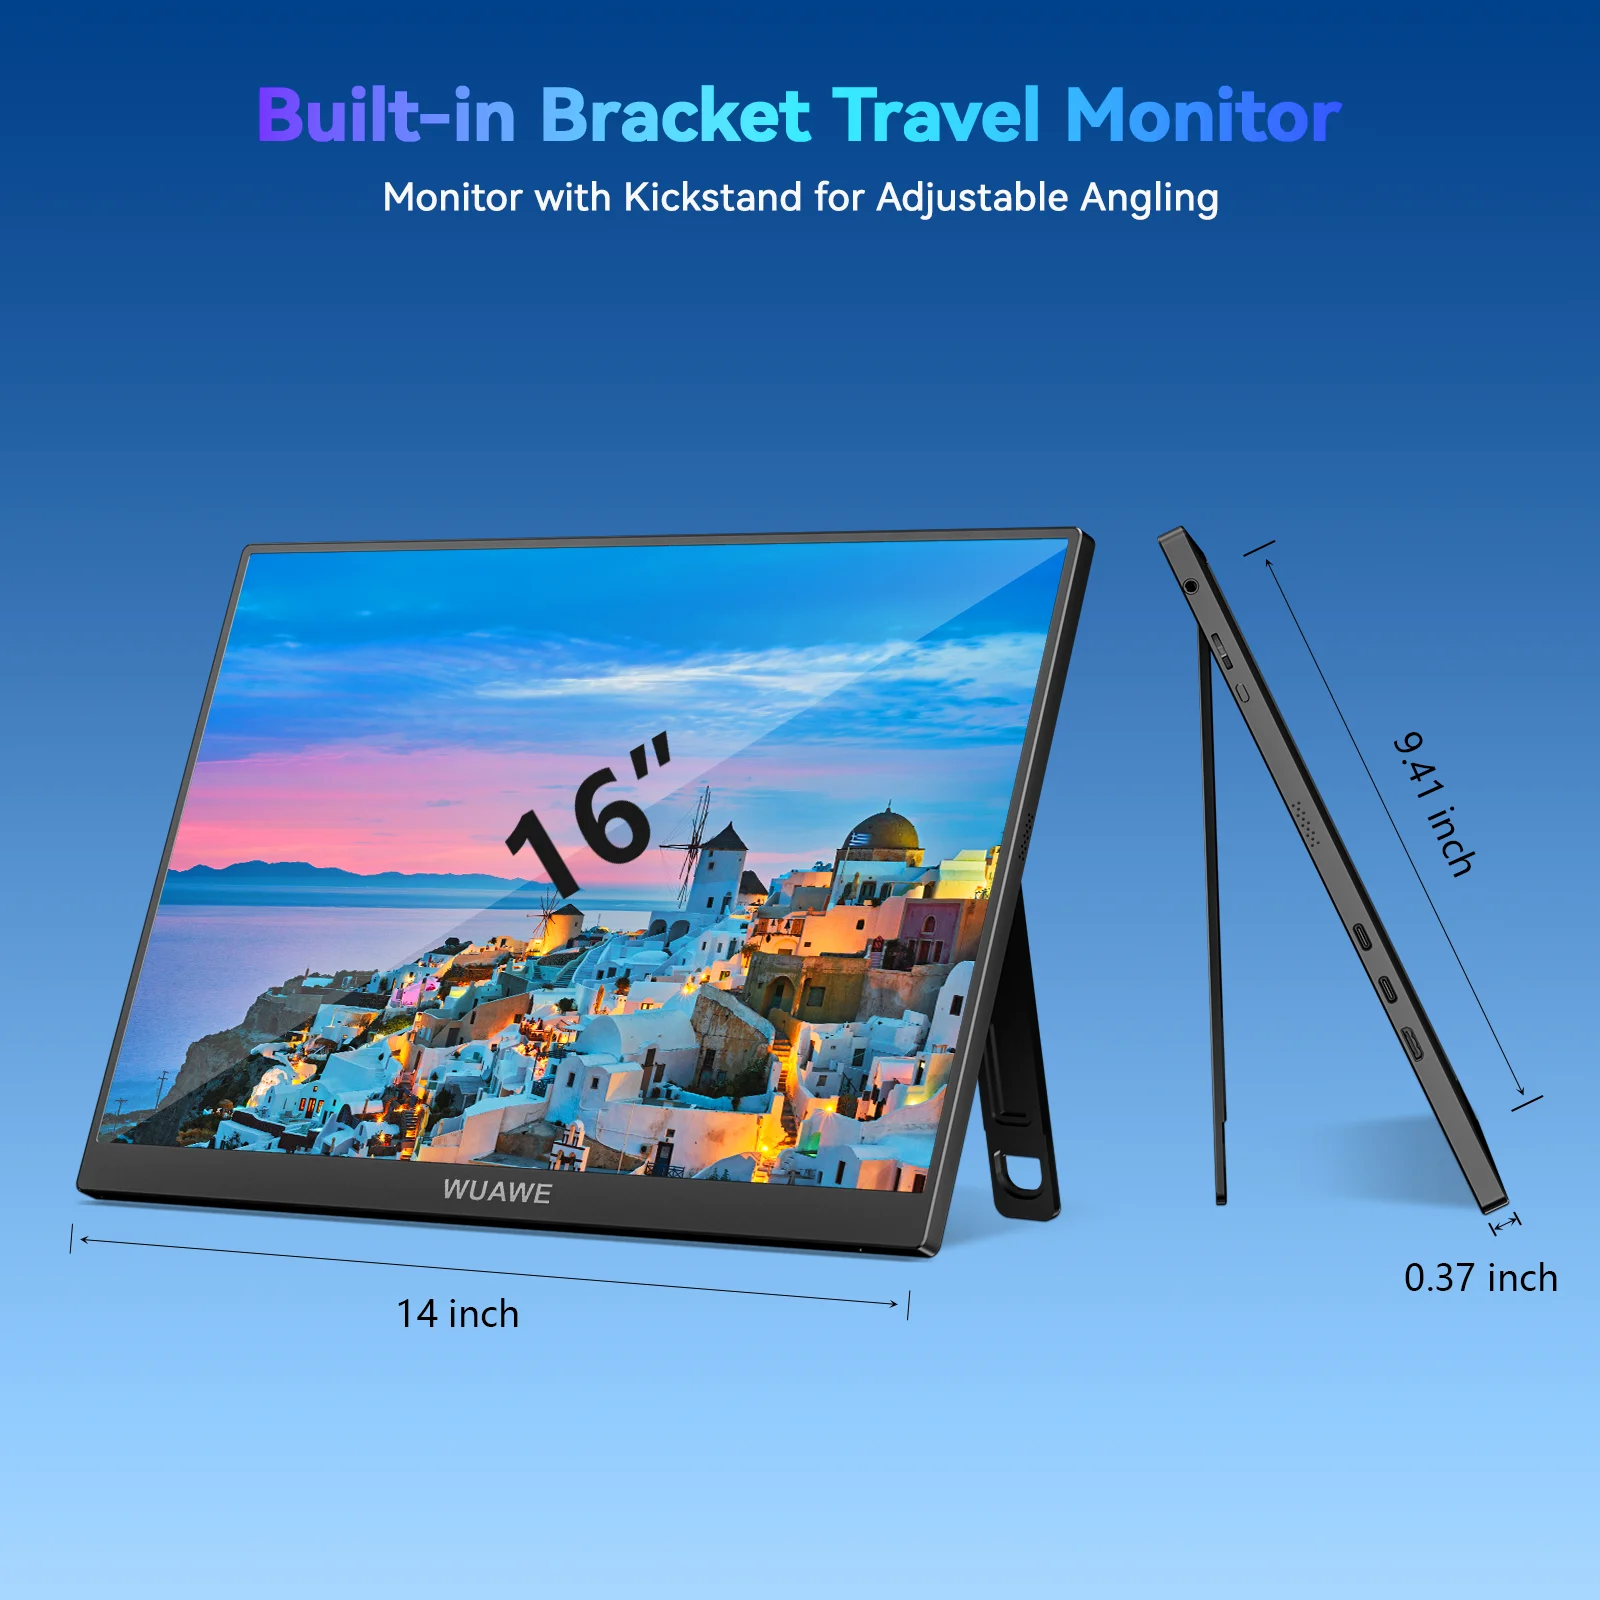 Built-in Bracket Travel Monitor
Monitor with Kickstand for Adjustable Angling
16"
9.41 inch
WUAWE
0.37 inch
14 inch